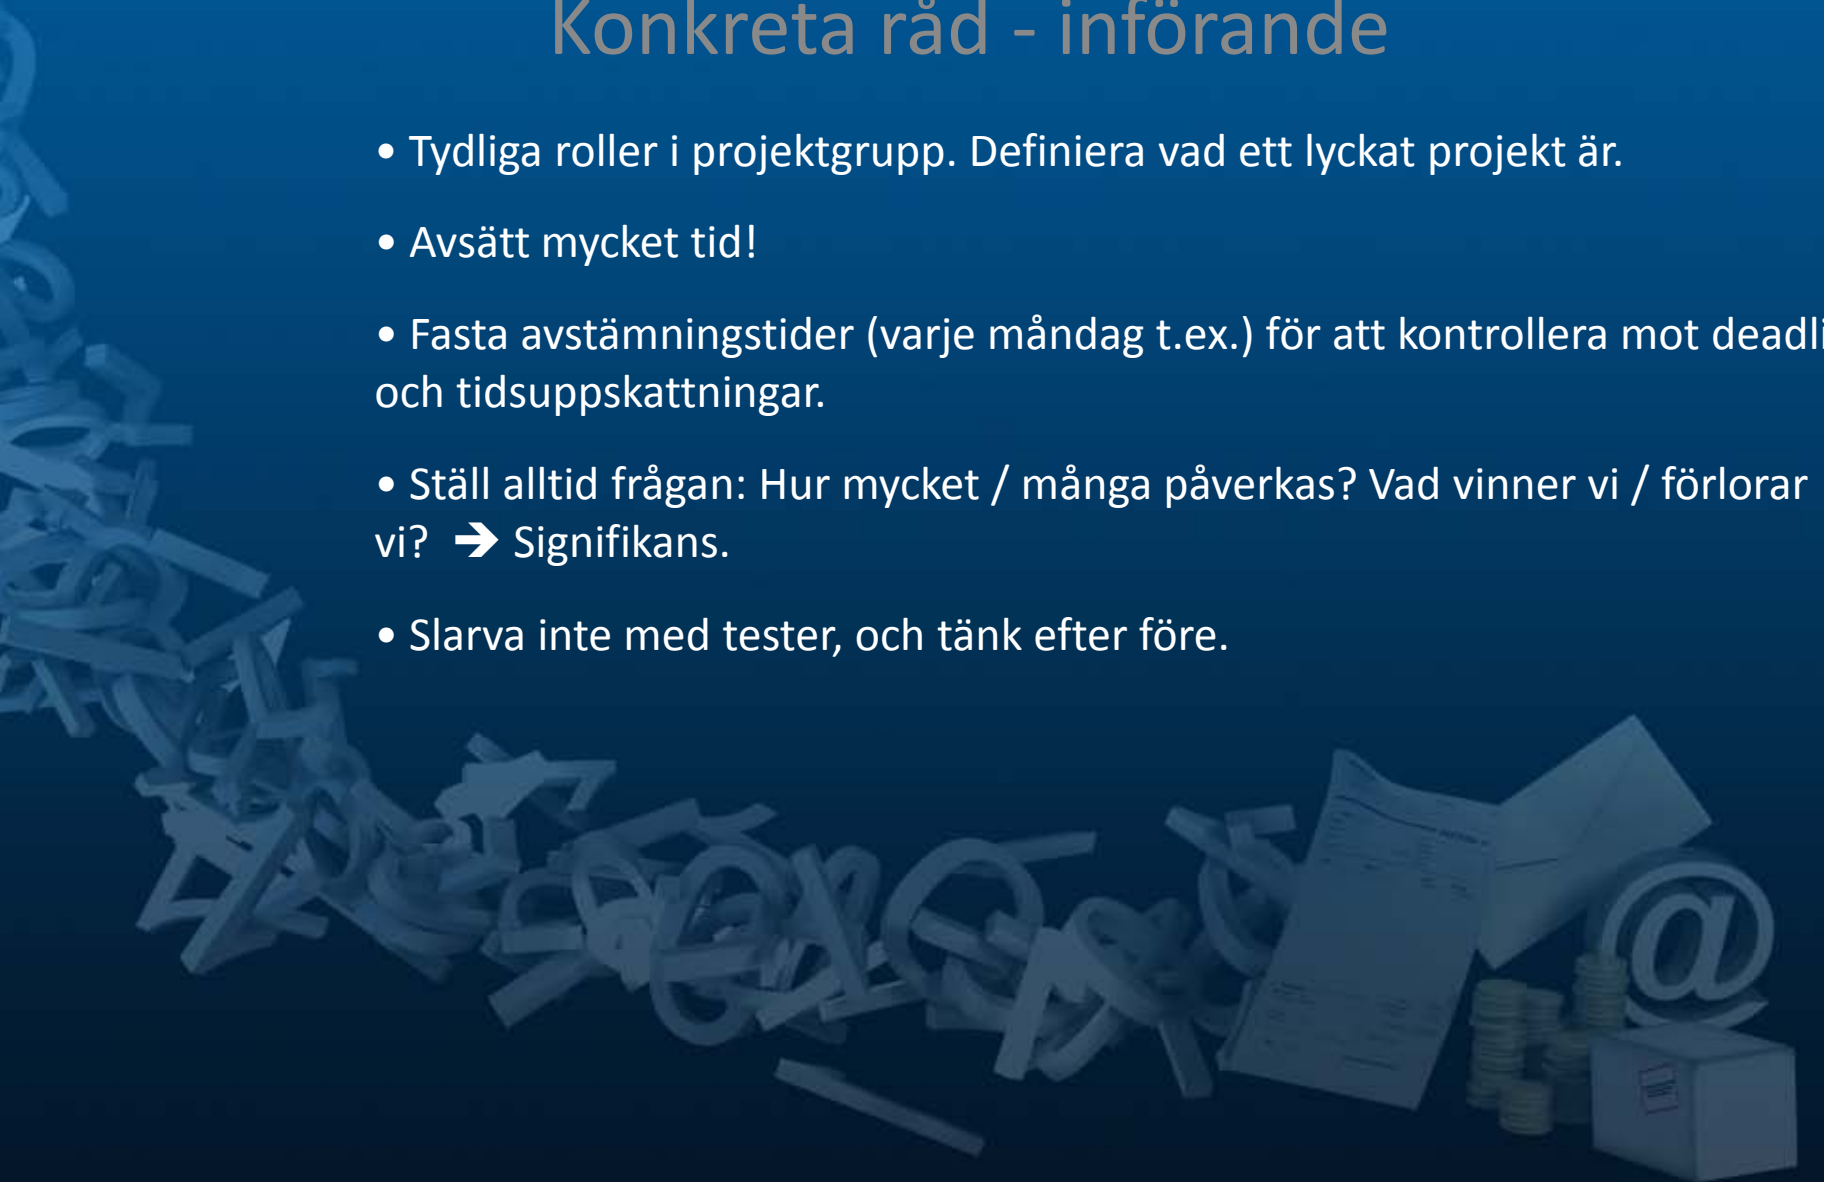 Konkreta råd - införande
• Tydliga roller i projektgrupp. Definiera vad ett lyckat projekt är.
• Avsätt mycket tid!
• Fasta avstämningstider (varje måndag t.ex.) för att kontrollera mot
och tidsuppskattningar.
• Ställ alltid frågan: Hur mycket / många påverkas? Vad vinner vi / förlorar
vi? ➔ Signifikans.
• Slarva inte med tester, och tänk efter före.
@